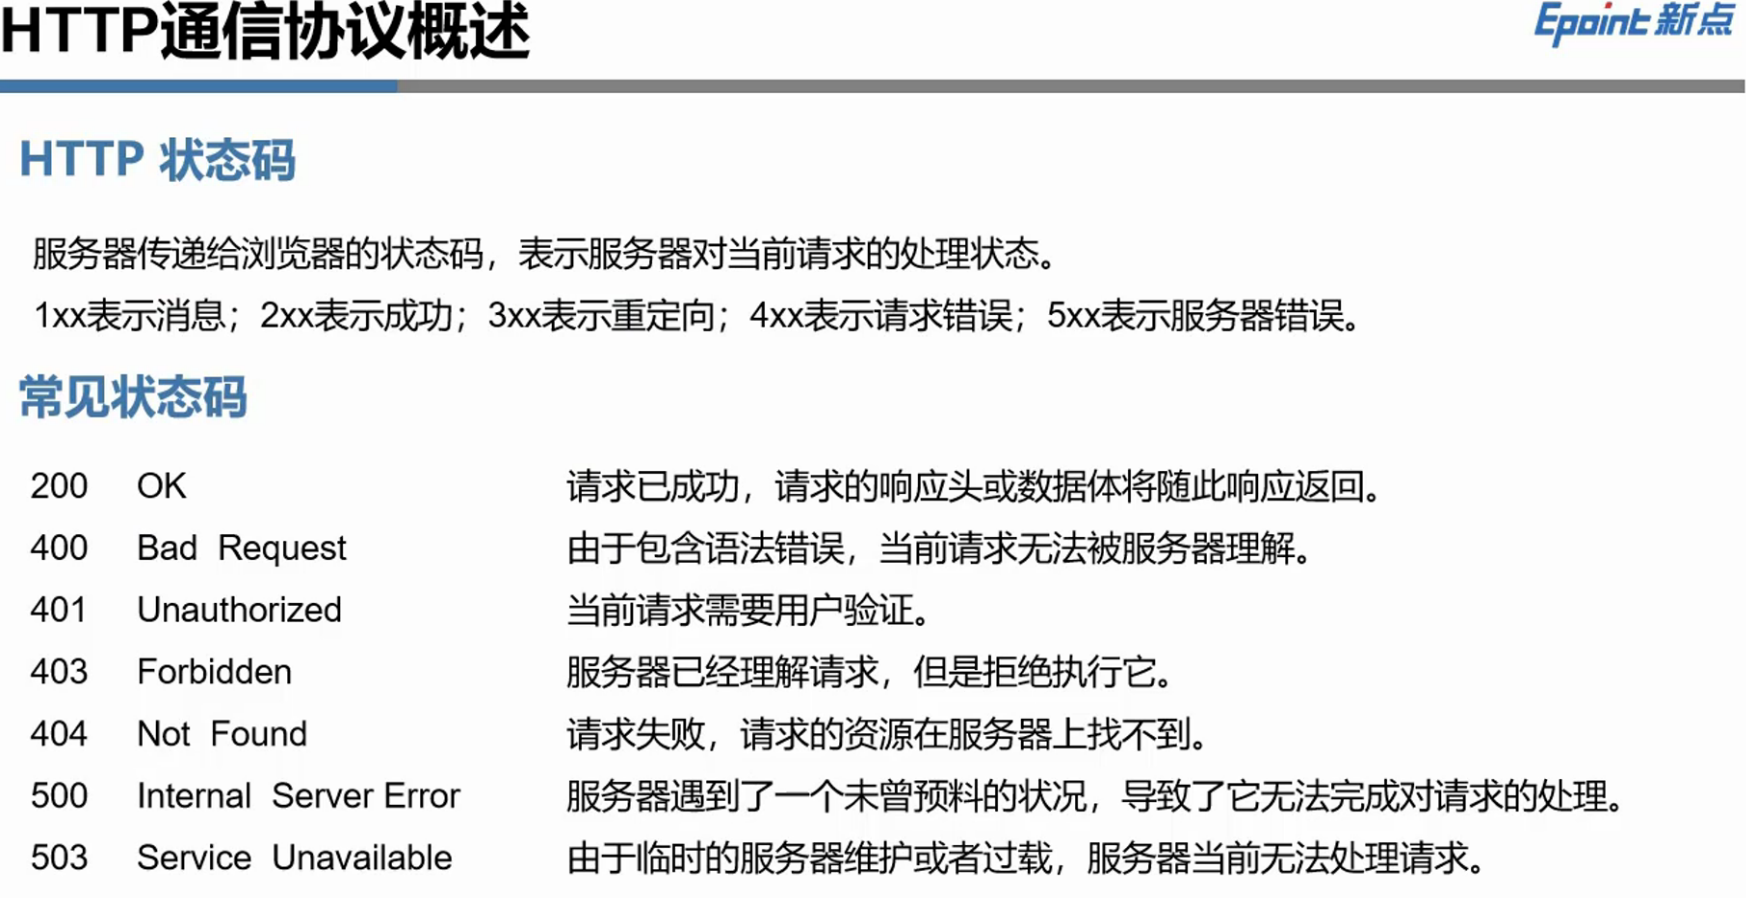 HTTP通信协议概述
Epoint 新点
HTTP 状态码
服务器传递给浏览器的状态码，表示服务器对当前请求的处理状态。
1xx表示消息；2xx表示成功；3xx表示重定向；4xx表示请求错误；5xx表示服务器错误。
常见状态码
200 OK 请求已成功，请求的响应头或数据体将随此响应返回。
400 Bad Request 由于包含语法错误，当前请求无法被服务器理解。
401 Unauthorized 当前请求需要用户验证。
403 Forbidden 服务器已经理解请求，但是拒绝执行它。
404 Not Found 请求失败，请求的资源在服务器上找不到。
500 Internal Server Error 服务器遇到了一个未曾预料的状况，导致了它无法完成对请求的处理。
503 Service Unavailable 由于临时的服务器维护或者过载，服务器当前无法处理请求。